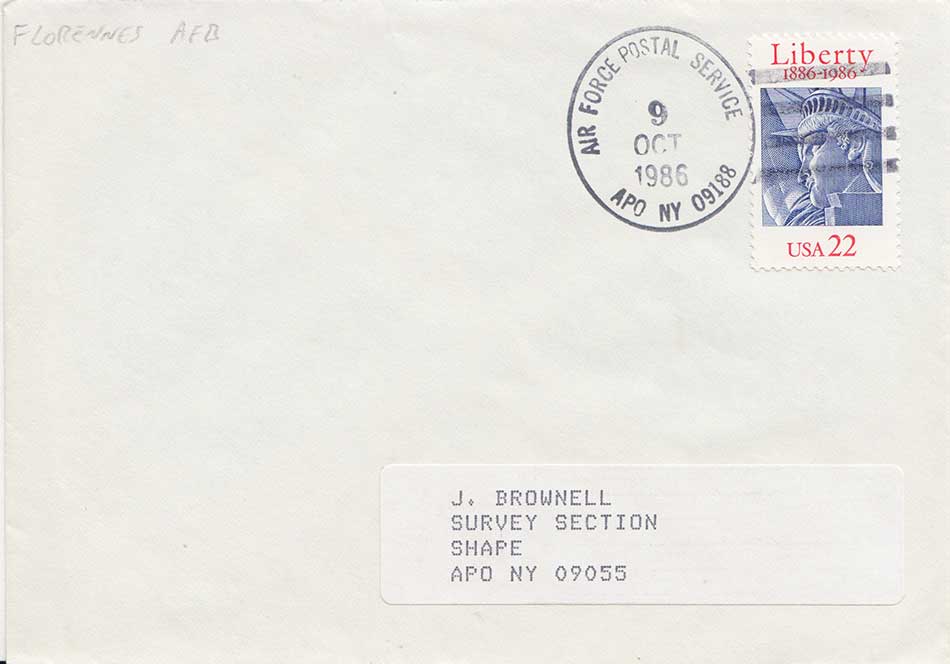 FLORENNES AFB
AIR FORCE POSTAL SERVICE
9
OCT
1986
APO NY 09188
Liberty
1886-1986
USA 22
J. BROWNELL
SURVEY SECTION
SHAPE
APO NY 09055